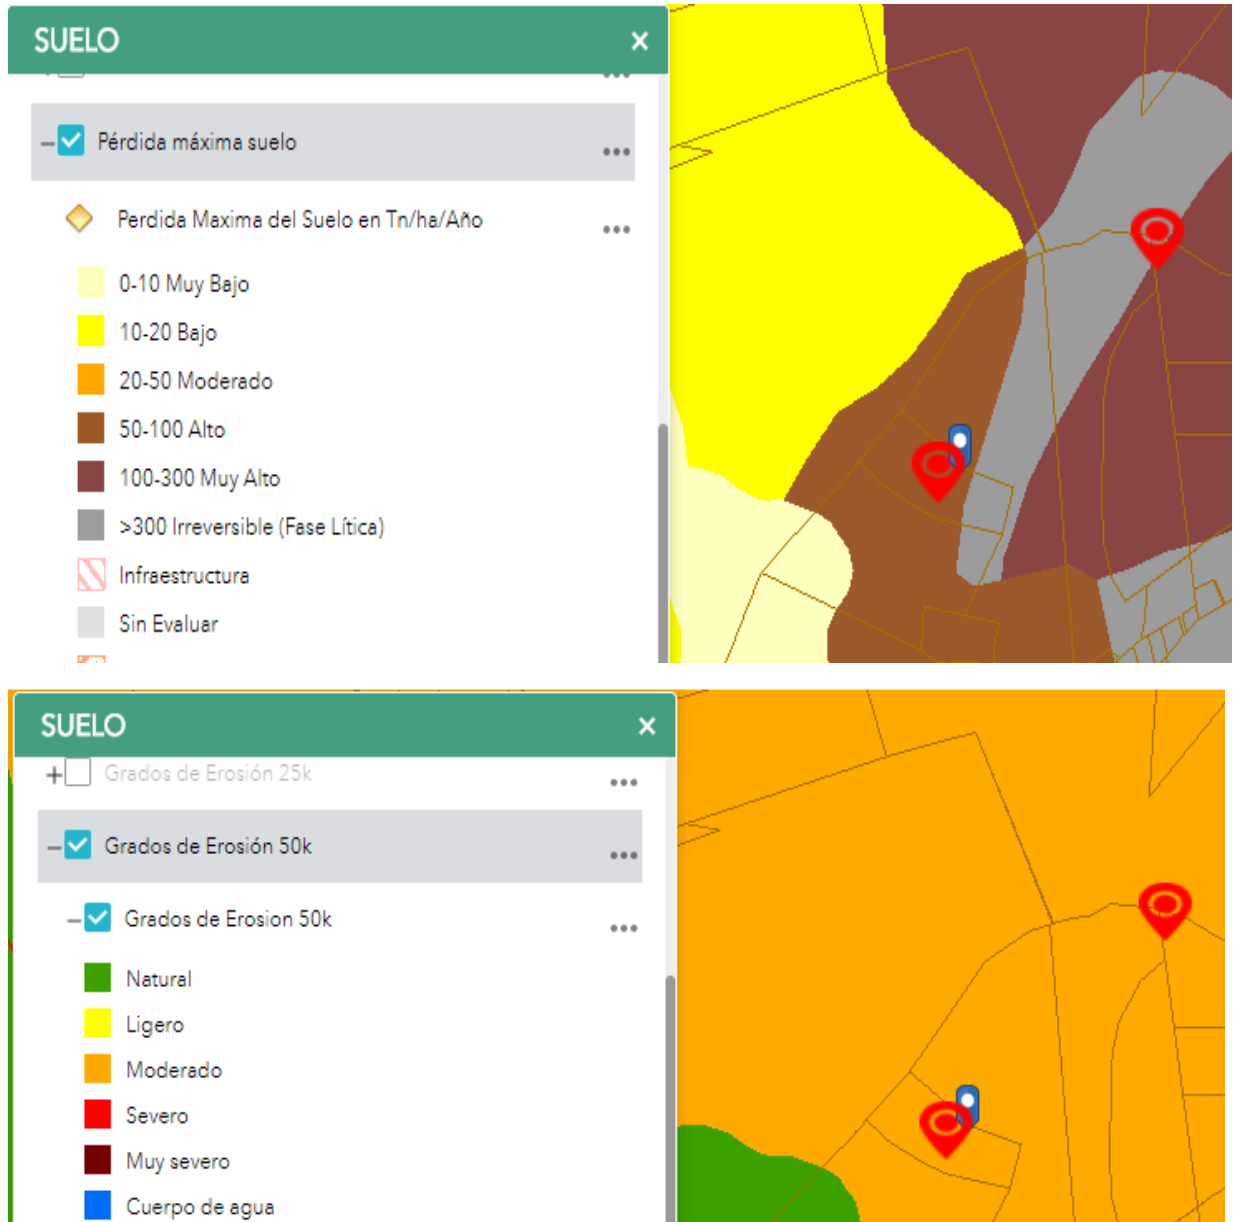 SUELO
Pérdida máxima suelo
Perdida Maxima del Suelo en Tn/ha/Año
0-10 Muy Bajo
10-20 Bajo
20-50 Moderado
50-100 Alto
100-300 Muy Alto
>300 Irreversible (Fase Lítica)
Infraestructura
Sin Evaluar
SUELO
Grados de Erosión 25k
Grados de Erosión 50k
Grados de Erosion 50k
Natural
Ligero
Moderado
Severo
Muy severo
Cuerpo de agua